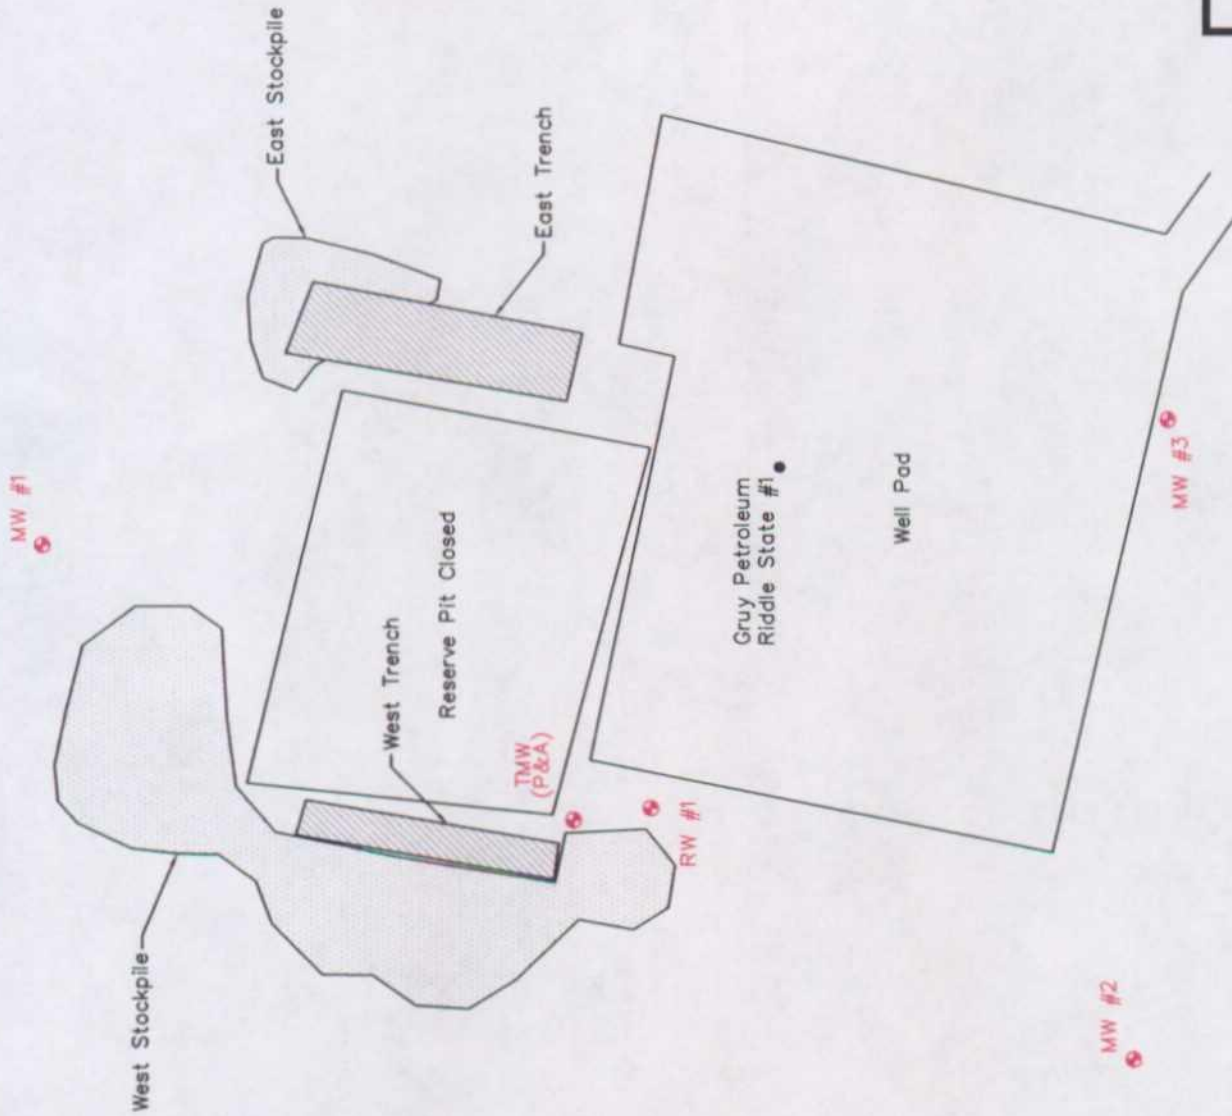 MW #1
West Stockpile
East Stockpile
East Trench
West Trench
Reserve Pit Closed
TMW
(P&A)
RW #1
Gruy Petroleum
Riddle State #1
Well Pad
MW #2
MW #3